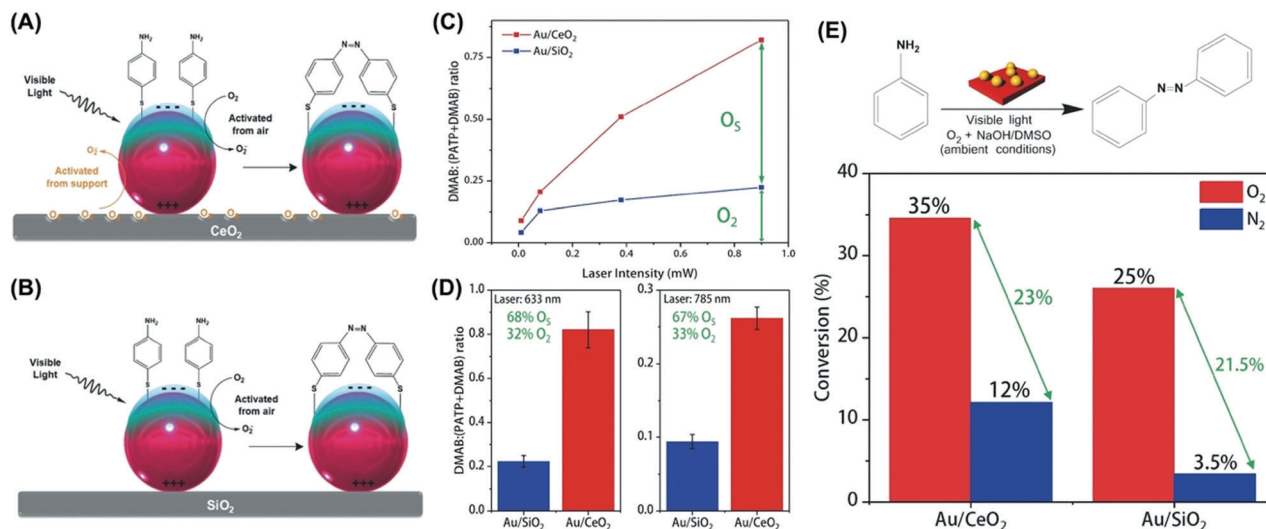 (A)
NH₂
NH₂
N=N
Visible
Light
S
S
O₂
Activated
from air
O₂⁻
S
S
O₂⁻
Activated
from support
- - -
- - -
+++
+++
O
O
O
O
O
O
O
O
O
CeO₂
(B)
NH₂
NH₂
N=N
Visible
Light
S
S
O₂
Activated
from air
O₂⁻
S
S
- - -
- - -
+++
+++
SiO₂
(C)
DMAB:(PATP+DMAB) ratio
0.75
0.50
0.25
0.00
Au/CeO₂
Au/SiO₂
Oₛ
O₂
0.0
0.2
0.4
0.6
0.8
1.0
Laser Intensity (mW)
(D)
DMAB:(PATP+DMAB) ratio
1.0
0.8
0.6
0.4
0.2
0.0
Laser: 633 nm
68% Oₛ
32% O₂
Au/SiO₂
Au/CeO₂
0.3
0.2
0.1
0.0
Laser: 785 nm
67% Oₛ
33% O₂
Au/SiO₂
Au/CeO₂
(E)
NH₂
Visible light
O₂ + NaOH/DMSO
(ambient conditions)
N=N
Conversion (%)
40
30
20
10
0
O₂
N₂
35%
23%
12%
25%
21.5%
3.5%
Au/CeO₂
Au/SiO₂